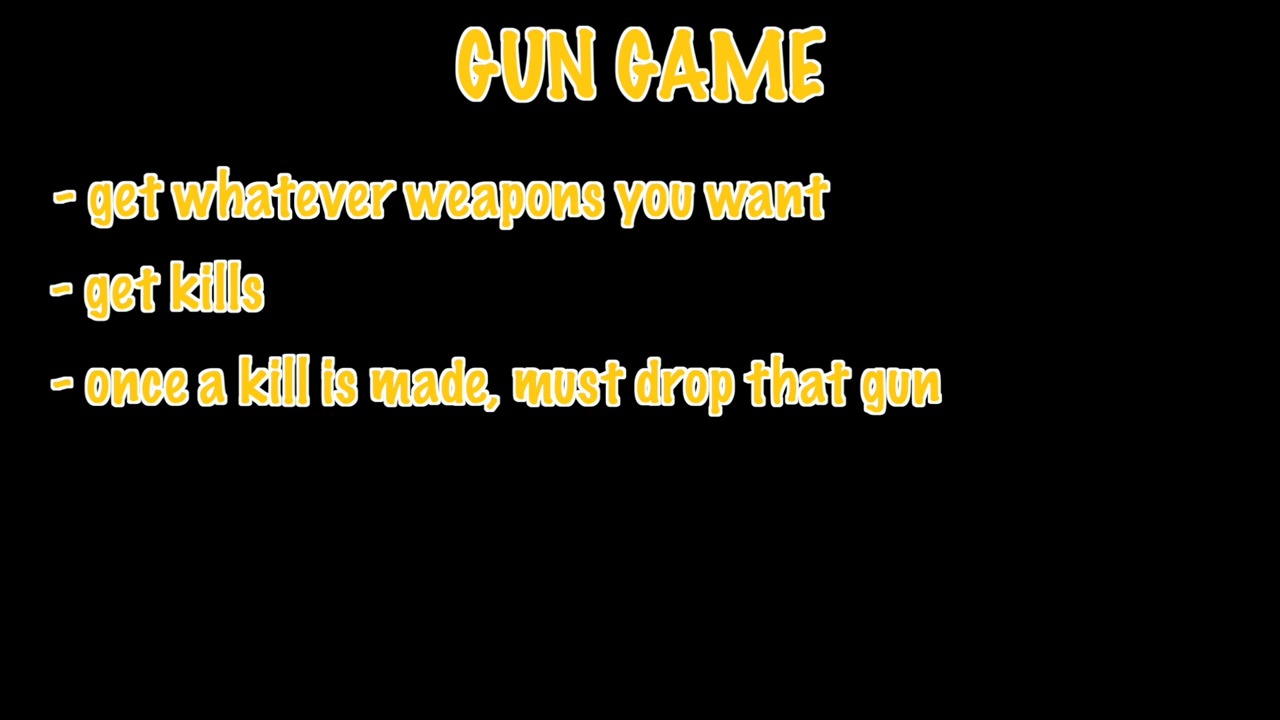 GUN GAME
- get whatever weapons you want
- get kills
- once a kill is made, must drop that gun